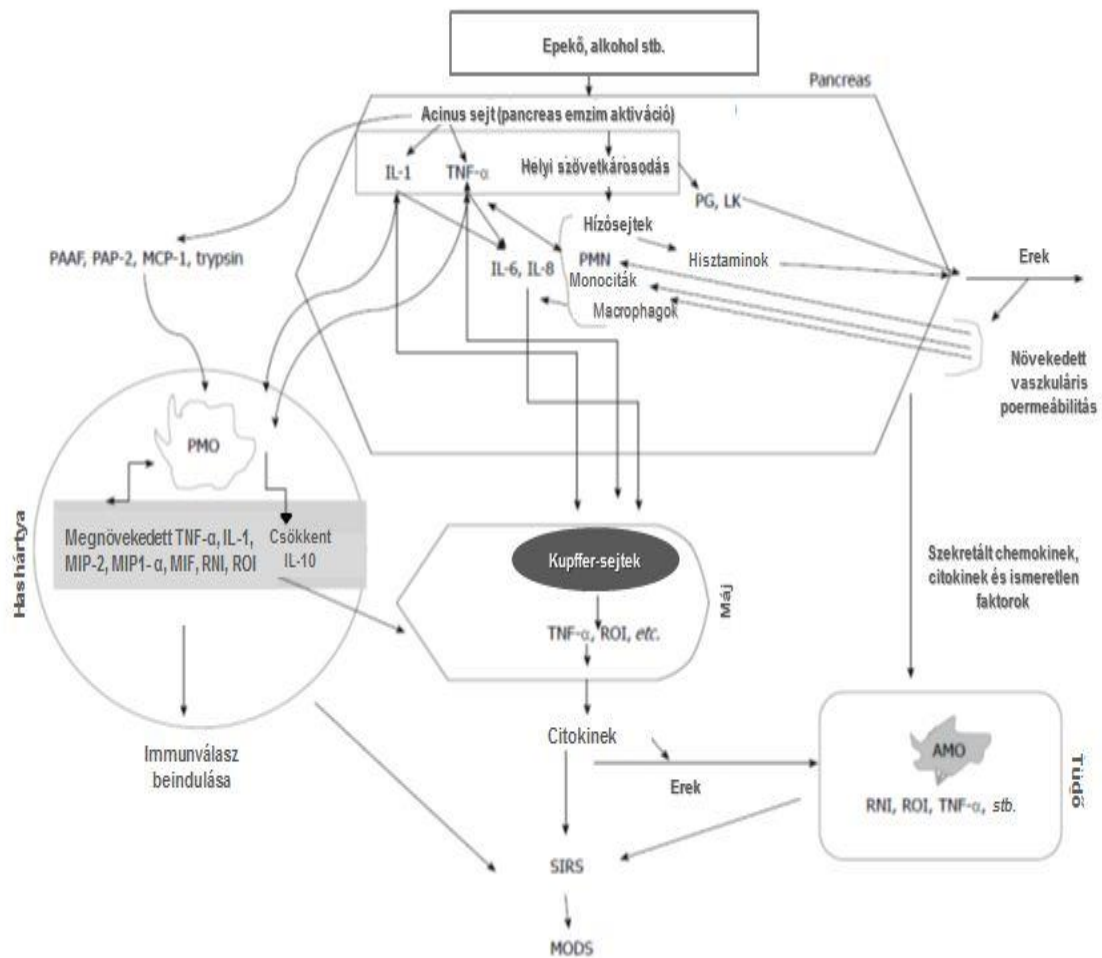 Epekő, alkohol stb.
Pancreas
Acinus sejt (pancreas emzim aktiváció)
IL-1
TNF-α
Helyi szövetkárosodás
PG, LK
Hízósejtek
PMN
Monociták
Macrophagok
Hisztaminok
IL-6, IL-8
PAAF, PAP-2, MCP-1, trypsin
Erek
Növekedett
vaszkuláris
poermeábilitás
PMO
Megnövekedett TNF-α, IL-1,
MIP-2, MIP1- α, MIF, RNI, ROI
Csökkent
IL-10
Hashártya
Immunválasz
beindulása
Kupffer-sejtek
TNF-α, ROI, etc.
Máj
Szekretált chemokinek,
citokinek és ismeretlen
faktorok
Citokinek
Erek
AMO
RNI, ROI, TNF-α, stb.
Tüdő
SIRS
MODS